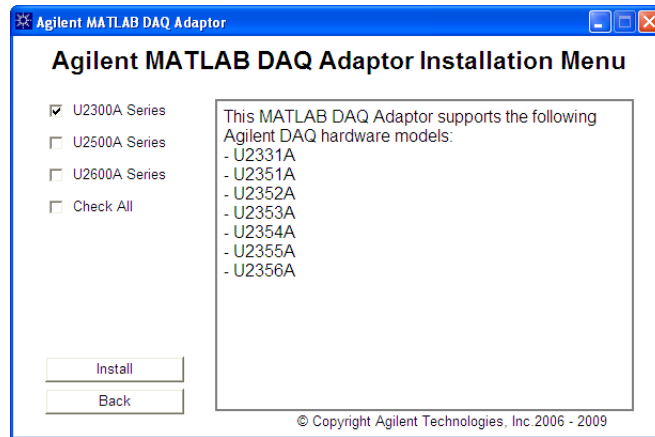 Agilent MATLAB DAQ Adaptor
Agilent MATLAB DAQ Adaptor Installation Menu
U2300A Series
U2500A Series
U2600A Series
Check All
This MATLAB DAQ Adaptor supports the following
Agilent DAQ hardware models:
- U2331A
- U2351A
- U2352A
- U2353A
- U2354A
- U2355A
- U2356A
Install
Back
© Copyright Agilent Technologies, Inc.2006 - 2009